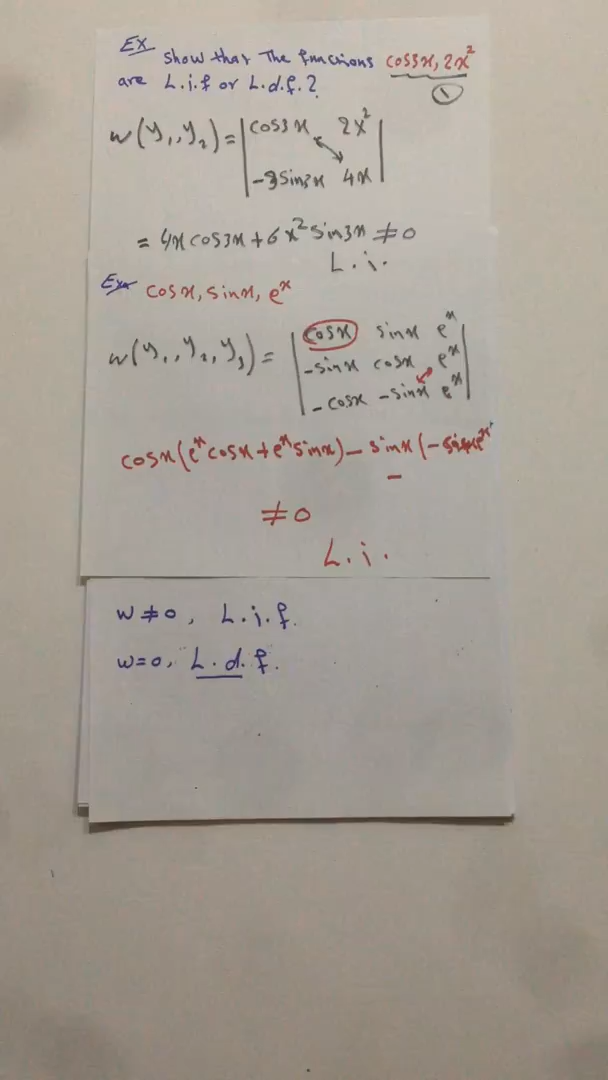 EX show that The functions cos3x, 2x²
are L.i.f or L.d.f.? ①
W(y₁, y₂) = | cos3x 2x² |
| -3sin3x 4x |
= 4x cos3x + 6x² sin3x ≠ 0
L.i.
Ex cosx, sinx, eˣ
W(y₁, y₂, y₃) = | cosx sinx eˣ |
| -sinx cosx eˣ |
| -cosx -sinx eˣ |
cosx(eˣcosx + eˣsinx) - sinx(-sinxeˣ
-
≠ 0
L.i.
W ≠ 0, L.i.f.
W = 0, L.d.f.